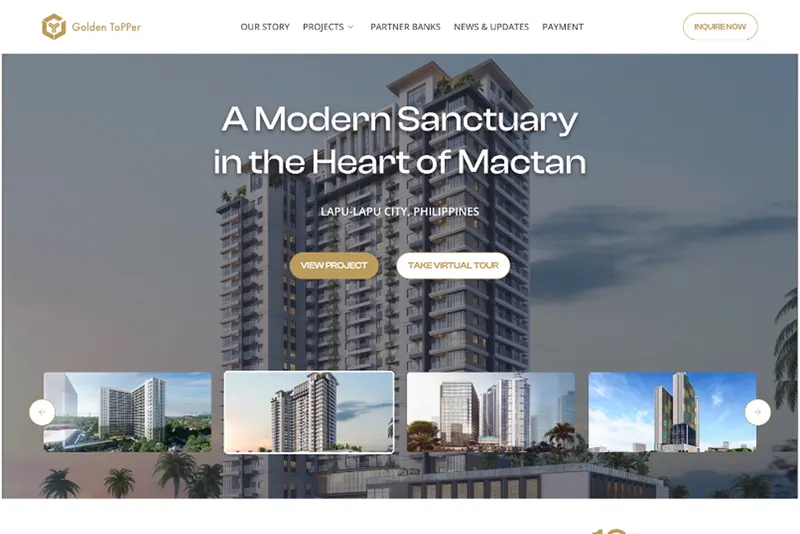 Golden ToPPer
OUR STORY PROJECTS PARTNER BANKS NEWS & UPDATES PAYMENT
INQUIRE NOW
A Modern Sanctuary
in the Heart of Mactan
LAPU-LAPU CITY, PHILIPPINES
VIEW PROJECT TAKE VIRTUAL TOUR